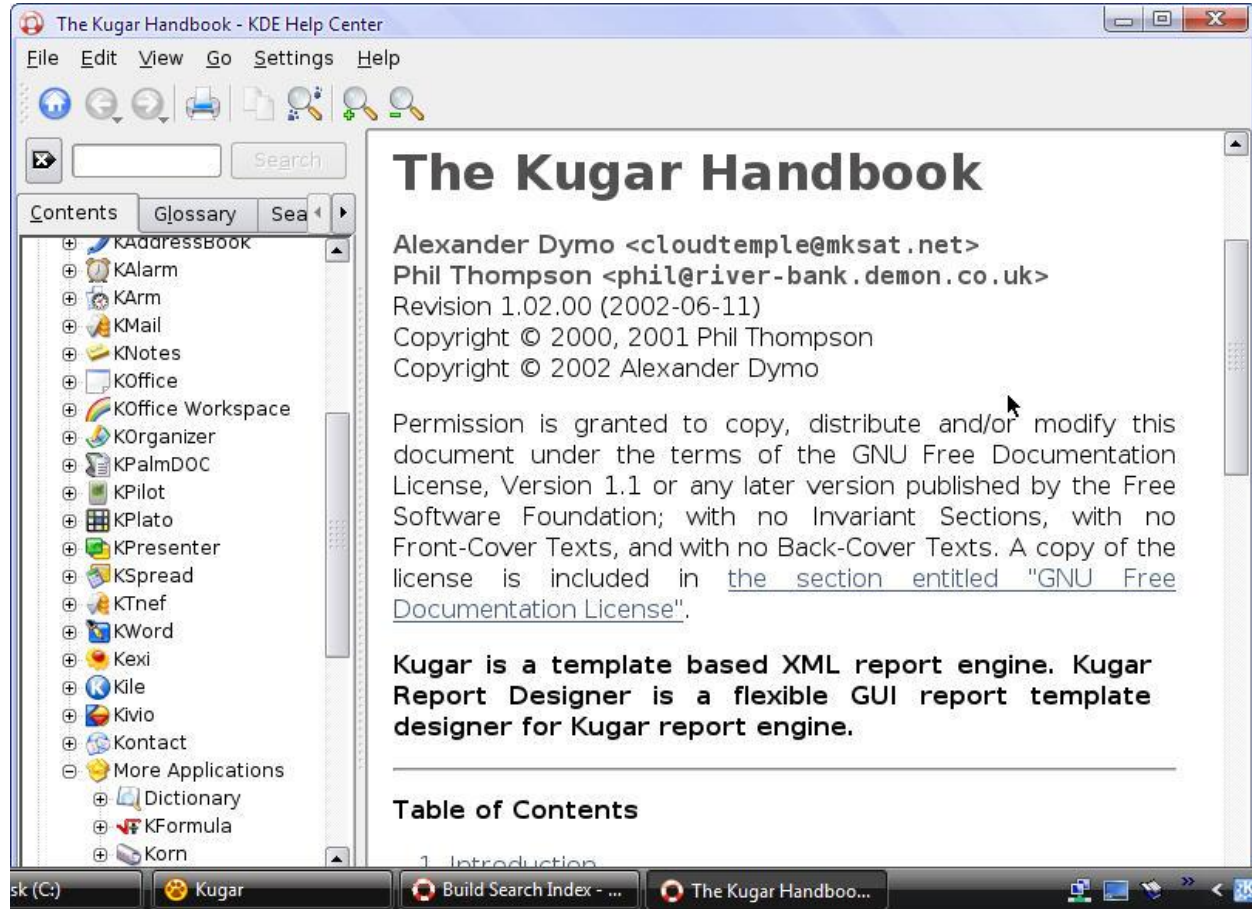 The Kugar Handbook - KDE Help Center
File Edit View Go Settings Help
Search
Contents Glossary Sea
KAddressBook
KAlarm
KArm
KMail
KNotes
KOffice
KOffice Workspace
KOrganizer
KPalmDOC
KPilot
KPlato
KPresenter
KSpread
KTnef
KWord
Kexi
Kile
Kivio
Kontact
More Applications
Dictionary
KFormula
Korn
The Kugar Handbook
Alexander Dymo <cloudtemple@mksat.net>
Phil Thompson <phil@river-bank.demon.co.uk>
Revision 1.02.00 (2002-06-11)
Copyright © 2000, 2001 Phil Thompson
Copyright © 2002 Alexander Dymo
Permission is granted to copy, distribute and/or modify this
document under the terms of the GNU Free Documentation
License, Version 1.1 or any later version published by the Free
Software Foundation; with no Invariant Sections, with no
Front-Cover Texts, and with no Back-Cover Texts. A copy of the
license is included in the section entitled "GNU Free
Documentation License".
Kugar is a template based XML report engine. Kugar
Report Designer is a flexible GUI report template
designer for Kugar report engine.
Table of Contents
1. Introduction
sk (C:) Kugar Build Search Index - ... The Kugar Handboo...